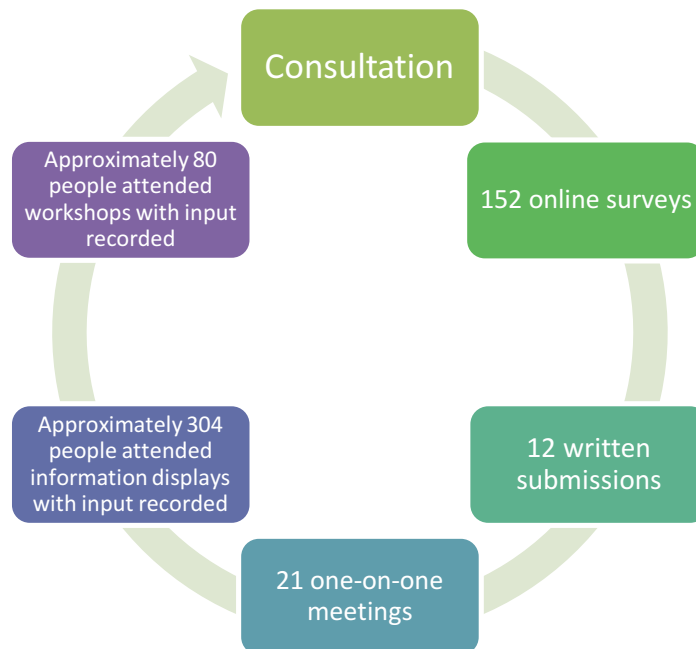 Consultation
152 online surveys
12 written
submissions
21 one-on-one
meetings
Approximately 304
people attended
information displays
with input recorded
Approximately 80
people attended
workshops with input
recorded